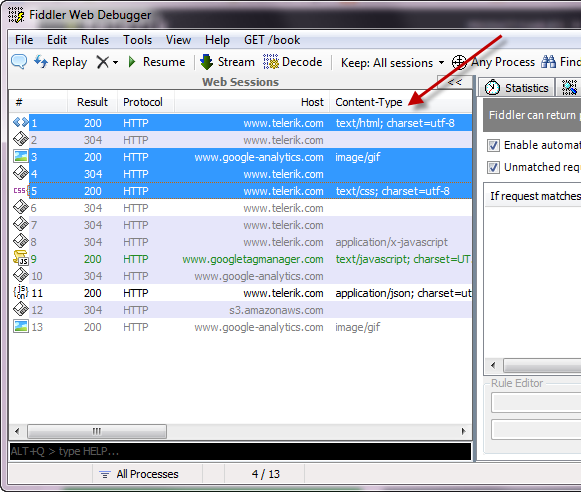 Fiddler Web Debugger
File Edit Rules Tools View Help GET /book
Replay Resume Stream Decode Keep: All sessions Any Process Find
Web Sessions <<
Statistics
# Result Protocol Host Content-Type
1 200 HTTP www.telerik.com text/html; charset=utf-8
2 304 HTTP www.telerik.com
3 200 HTTP www.google-analytics.com image/gif
4 304 HTTP www.telerik.com
5 200 HTTP www.telerik.com text/css; charset=utf-8
6 304 HTTP www.telerik.com
7 304 HTTP www.telerik.com
8 304 HTTP www.telerik.com application/x-javascript
9 200 HTTP www.googletagmanager.com text/javascript; charset=UT
10 304 HTTP www.google-analytics.com
11 200 HTTP www.telerik.com application/json; charset=ut
12 304 HTTP s3.amazonaws.com
13 200 HTTP www.google-analytics.com image/gif
Fiddler can return
Enable automat
Unmatched requ
If request matches
Rule Editor
ALT+Q > type HELP...
All Processes 4 / 13